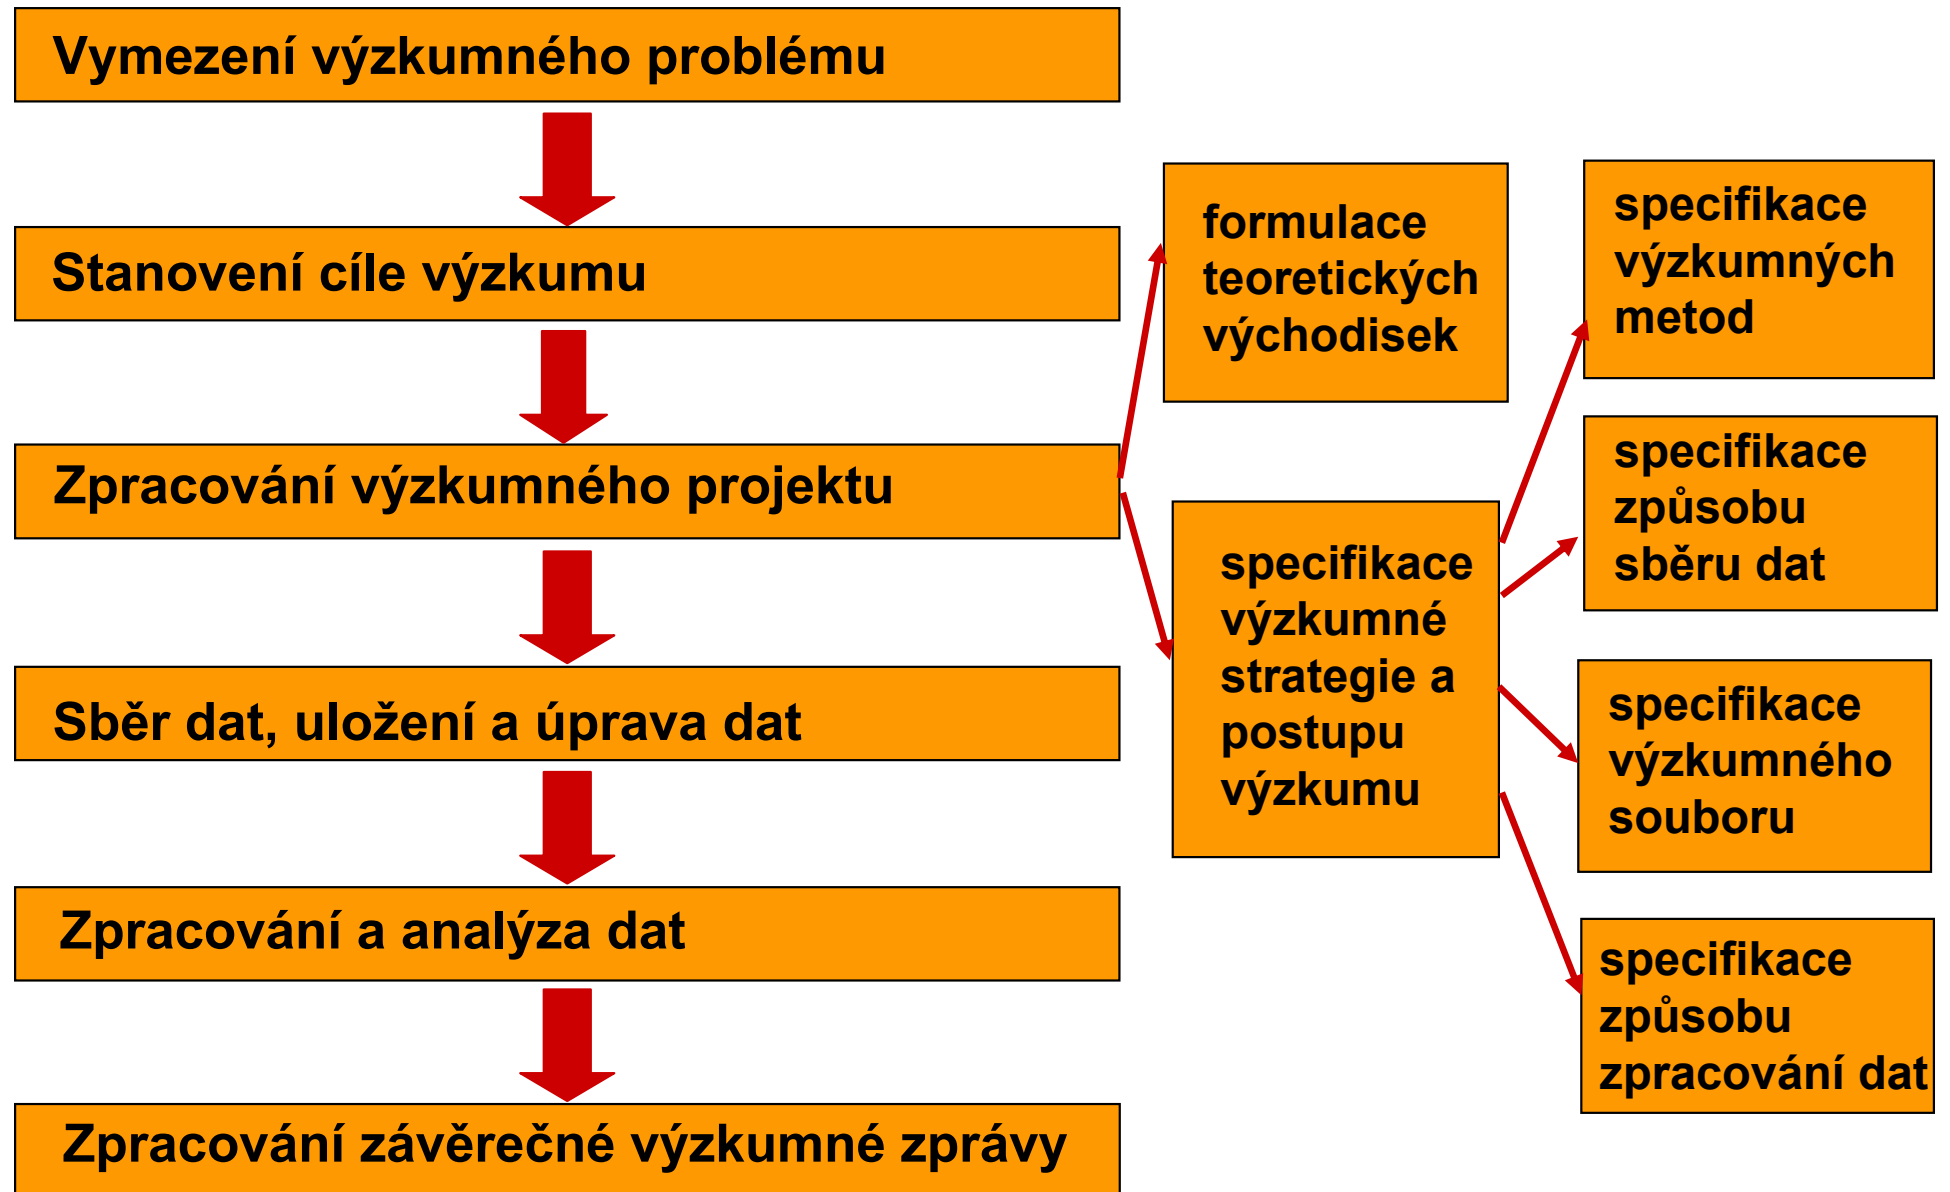 Vymezení výzkumného problému
Stanovení cíle výzkumu
Zpracování výzkumného projektu
Sběr dat, uložení a úprava dat
Zpracování a analýza dat
Zpracování závěrečné výzkumné zprávy
formulace
teoretických
východisek
specifikace
výzkumné
strategie a
postupu
výzkumu
specifikace
výzkumných
metod
specifikace
způsobu
sběru dat
specifikace
výzkumného
souboru
specifikace
způsobu
zpracování dat